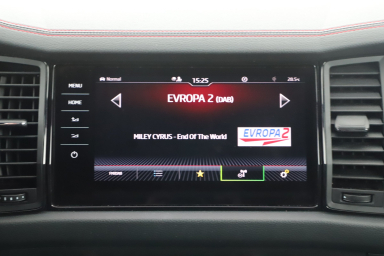 Normal 15:25 28.5
MENU
HOME
EVROPA 2 (DAB)
MILEY CYRUS - End Of The World
EVROPA 2